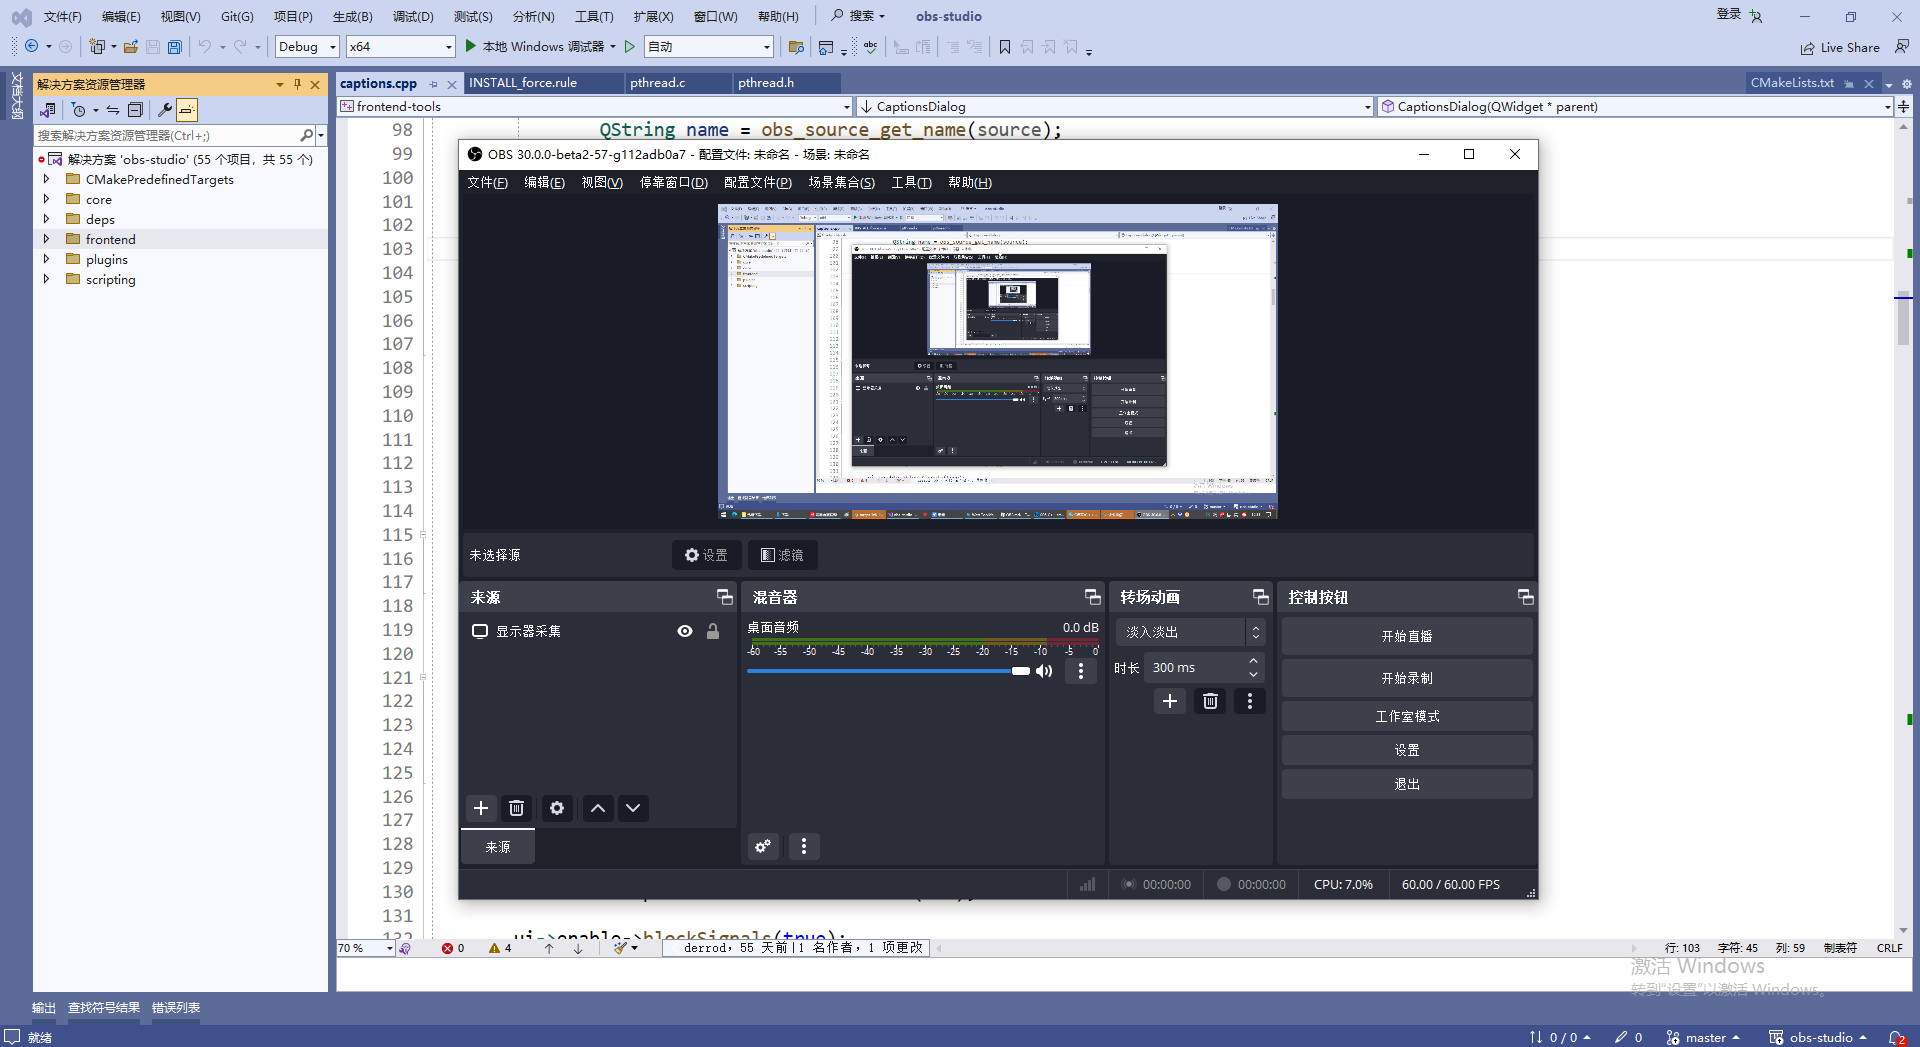 文件(F) 编辑(E) 视图(V) Git(G) 项目(P) 生成(B) 调试(D) 测试(S) 分析(N) 工具(T) 扩展(X) 窗口(W) 帮助(H) 搜索 obs-studio 登录
Debug x64 本地 Windows 调试器 自动 Live Share
文档大纲
解决方案资源管理器
搜索解决方案资源管理器(Ctrl+;)
解决方案 'obs-studio' (55 个项目，共 55 个)
CMakePredefinedTargets
core
deps
frontend
plugins
scripting
captions.cpp INSTALL_force.rule pthread.c pthread.h CMakeLists.txt
frontend-tools CaptionsDialog CaptionsDialog(QWidget * parent)
98 QString name = obs_source_get_name(source);
99
100
101
102
103
104
105
106
107
108
109
110
111
112
113
114
115
116
117
118
119
120
121
122
123
124
125
126
127
128
129
130
131
132 ui->enable->blockSignals(true);
OBS 30.0.0-beta2-57-g112adb0a7 - 配置文件: 未命名 - 场景: 未命名
文件(F) 编辑(E) 视图(V) 停靠窗口(D) 配置文件(P) 场景集合(S) 工具(T) 帮助(H)
未选择源 设置 滤镜
来源
显示器采集
来源
混音器
桌面音频 0.0 dB
-60 -55 -50 -45 -40 -35 -30 -25 -20 -15 -10 -5 0
转场动画
淡入淡出
时长 300 ms
控制按钮
开始直播
开始录制
工作室模式
设置
退出
00:00:00 00:00:00 CPU: 7.0% 60.00 / 60.00 FPS
70 % 0 4 derrod，55 天前|1 名作者，1 项更改 行: 103 字符: 45 列: 59 制表符 CRLF
激活 Windows
转到"设置"以激活 Windows。
输出 查找符号结果 错误列表
就绪 0 / 0 0 master obs-studio 2